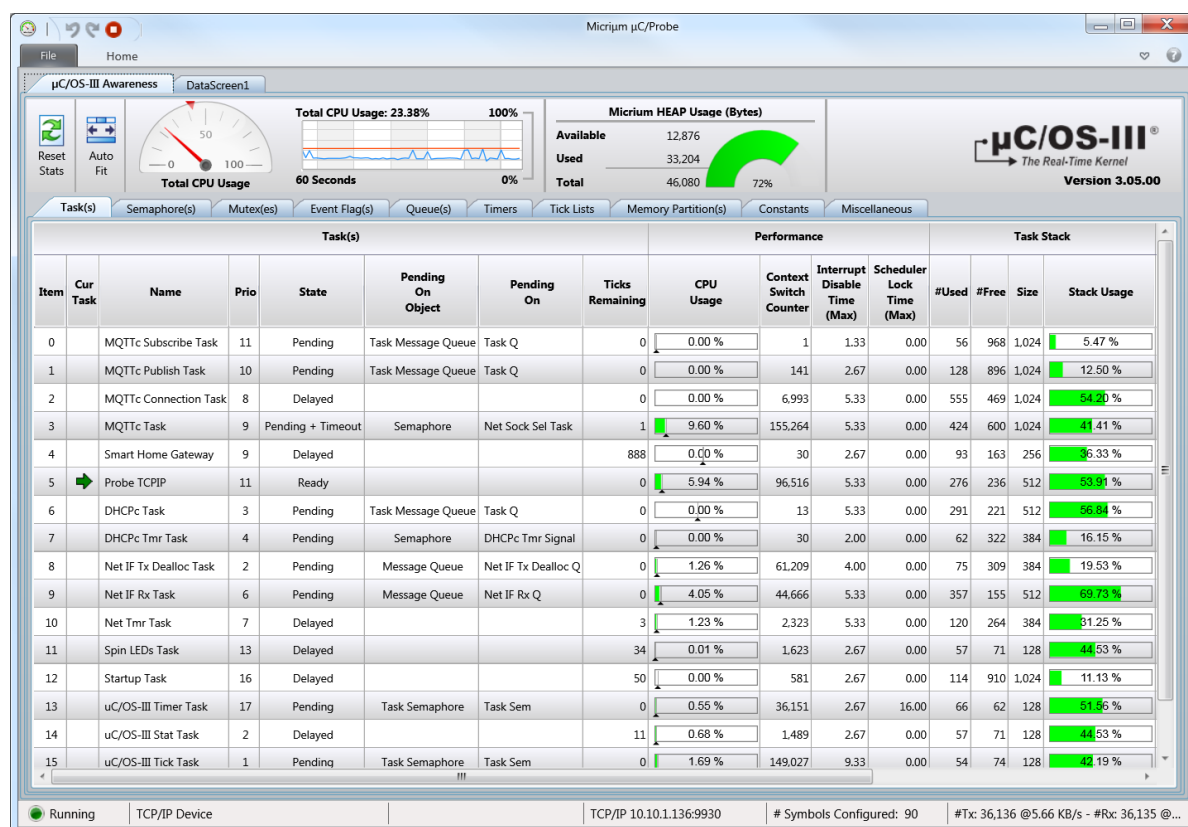 Micriµm µC/Probe
File Home
µC/OS-III Awareness DataScreen1
Reset Stats
Auto Fit
0 50 100
Total CPU Usage
Total CPU Usage: 23.38% 100%
60 Seconds 0%
Micrium HEAP Usage (Bytes)
Available 12,876
Used 33,204
Total 46,080
72%
µC/OS-III®
The Real-Time Kernel
Version 3.05.00
Task(s) Semaphore(s) Mutex(es) Event Flag(s) Queue(s) Timers Tick Lists Memory Partition(s) Constants Miscellaneous
Task(s) Performance Task Stack
Item Cur Task Name Prio State Pending On Object Pending On Ticks Remaining CPU Usage Context Switch Counter Interrupt Disable Time (Max) Scheduler Lock Time (Max) #Used #Free Size Stack Usage
0 MQTTc Subscribe Task 11 Pending Task Message Queue Task Q 0 0.00 % 1 1.33 0.00 56 968 1,024 5.47 %
1 MQTTc Publish Task 10 Pending Task Message Queue Task Q 0 0.00 % 141 2.67 0.00 128 896 1,024 12.50 %
2 MQTTc Connection Task 8 Delayed 0 0.00 % 6,993 5.33 0.00 555 469 1,024 54.20 %
3 MQTTc Task 9 Pending + Timeout Semaphore Net Sock Sel Task 1 9.60 % 155,264 5.33 0.00 424 600 1,024 41.41 %
4 Smart Home Gateway 9 Delayed 888 0.00 % 30 2.67 0.00 93 163 256 36.33 %
5 Probe TCPIP 11 Ready 0 5.94 % 96,516 5.33 0.00 276 236 512 53.91 %
6 DHCPc Task 3 Pending Task Message Queue Task Q 0 0.00 % 13 5.33 0.00 291 221 512 56.84 %
7 DHCPc Tmr Task 4 Pending Semaphore DHCPc Tmr Signal 0 0.00 % 30 2.00 0.00 62 322 384 16.15 %
8 Net IF Tx Dealloc Task 2 Pending Message Queue Net IF Tx Dealloc Q 0 1.26 % 61,209 4.00 0.00 75 309 384 19.53 %
9 Net IF Rx Task 6 Pending Message Queue Net IF Rx Q 0 4.05 % 44,666 5.33 0.00 357 155 512 69.73 %
10 Net Tmr Task 7 Delayed 3 1.23 % 2,323 5.33 0.00 120 264 384 31.25 %
11 Spin LEDs Task 13 Delayed 34 0.01 % 1,623 2.67 0.00 57 71 128 44.53 %
12 Startup Task 16 Delayed 50 0.00 % 581 2.67 0.00 114 910 1,024 11.13 %
13 uC/OS-III Timer Task 17 Pending Task Semaphore Task Sem 0 0.55 % 36,151 2.67 16.00 66 62 128 51.56 %
14 uC/OS-III Stat Task 2 Delayed 11 0.68 % 1,489 2.67 0.00 57 71 128 44.53 %
15 uC/OS-III Tick Task 1 Pending Task Semaphore Task Sem 0 1.69 % 149,027 9.33 0.00 54 74 128 42.19 %
Running TCP/IP Device TCP/IP 10.10.1.136:9930 # Symbols Configured: 90 #Tx: 36,136 @5.66 KB/s - #Rx: 36,135 @...